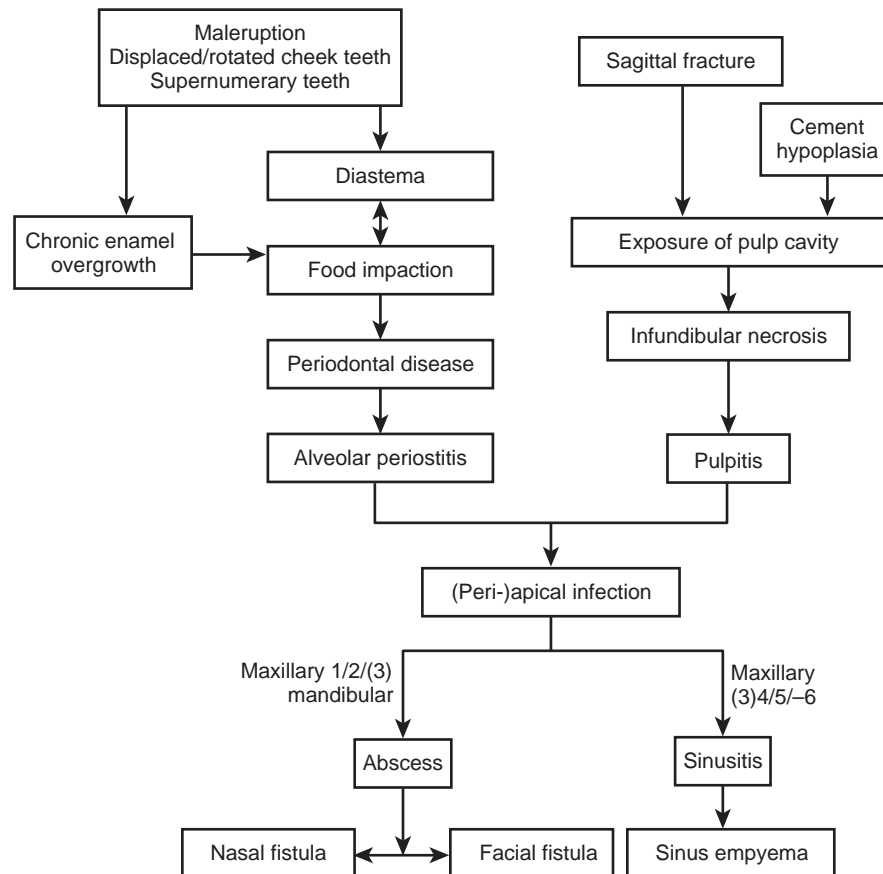 Maleruption
Displaced/rotated cheek teeth
Supernumerary teeth
Sagittal fracture
Cement
hypoplasia
Diastema
Chronic enamel
overgrowth
Food impaction
Exposure of pulp cavity
Periodontal disease
Infundibular necrosis
Alveolar periostitis
Pulpitis
(Peri-)apical infection
Maxillary 1/2/(3)
mandibular
Maxillary
(3)4/5/–6
Abscess
Sinusitis
Nasal fistula
Facial fistula
Sinus empyema